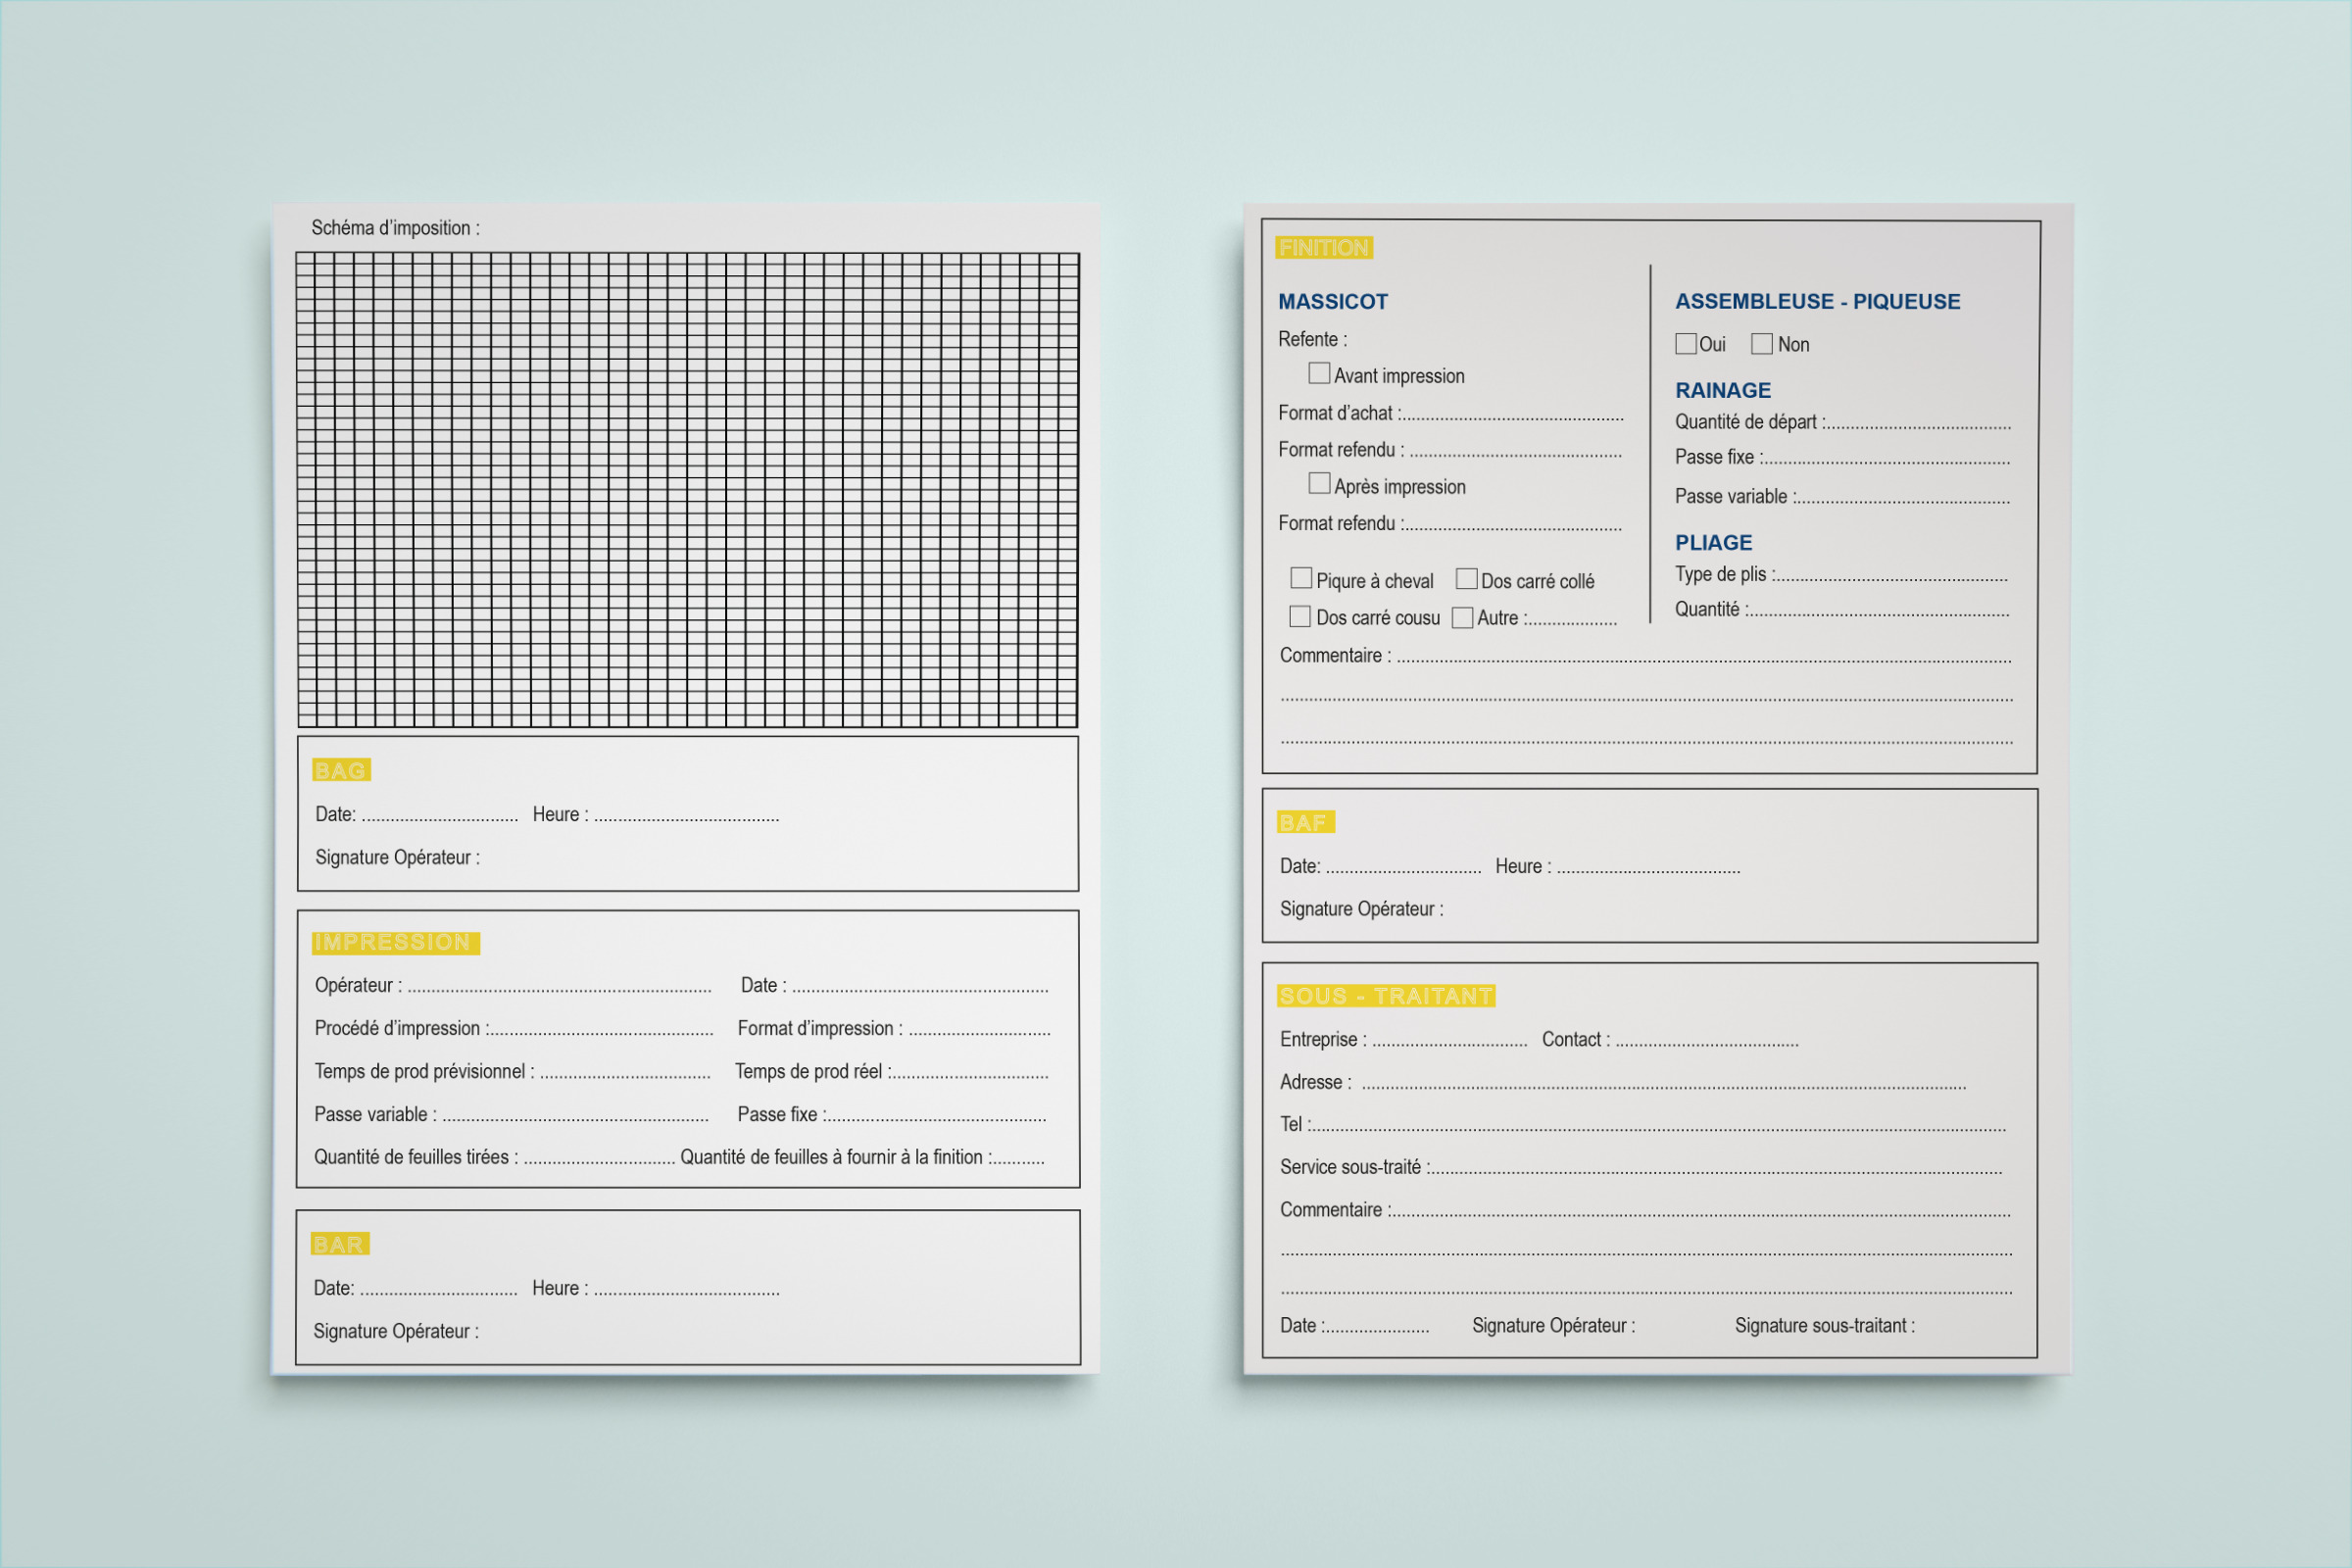 Schéma d’imposition :
BAG
Date: ................................ Heure : ......................................
Signature Opérateur :
IMPRESSION
Opérateur : ................................................................ Date : ......................................................
Procédé d’impression :............................................... Format d’impression : ..............................
Temps de prod prévisionnel : .................................... Temps de prod réel :.................................
Passe variable : ........................................................ Passe fixe :..............................................
Quantité de feuilles tirées : ................................ Quantité de feuilles à fournir à la finition :...........
BAR
Date: ................................ Heure : ......................................
Signature Opérateur :
FINITION
MASSICOT
Refente :
Avant impression
Format d’achat :..............................................
Format refendu : ............................................
Après impression
Format refendu :.............................................
Piqure à cheval Dos carré collé
Dos carré cousu Autre :...................
ASSEMBLEUSE - PIQUEUSE
Oui Non
RAINAGE
Quantité de départ :......................................
Passe fixe :....................................................
Passe variable :.............................................
PLIAGE
Type de plis :.................................................
Quantité :.......................................................
Commentaire : ..................................................................................................................................
BAF
Date: ................................ Heure : ......................................
Signature Opérateur :
SOUS - TRAITANT
Entreprise : ................................ Contact : ......................................
Adresse : ................................................................................................................................
Tel :..................................................................................................................................................
Service sous-traité :.........................................................................................................................
Commentaire :..................................................................................................................................
Date :...................... Signature Opérateur : Signature sous-traitant :